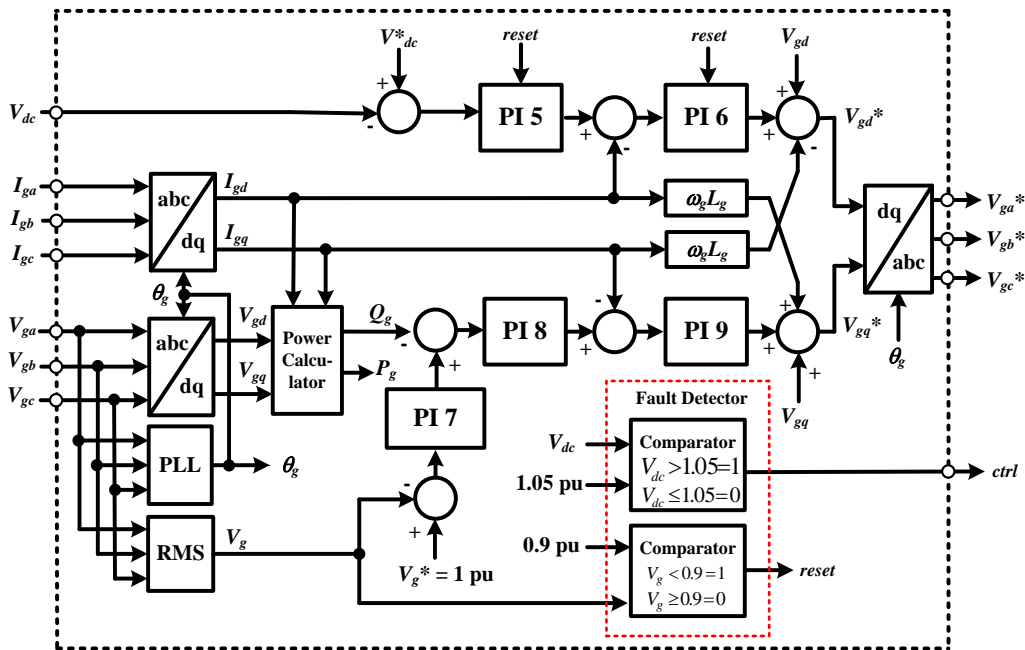 V*dc
reset
reset
Vgd
+
+
Vdc
-
PI 5
+
-
PI 6
+
-
Vgd*
Iga
Igb
Igc
abc
dq
Igd
Igq
ωgLg
ωgLg
dq
abc
Vga*
Vgb*
Vgc*
θg
θg
Vga
Vgb
Vgc
abc
dq
Vgd
Vgq
Power
Calcu-
lator
Qg
Pg
-
+
PI 8
-
+
PI 9
+
+
+
Vgq*
Vgq
PI 7
PLL
θg
-
+
RMS
Vg
Vg* = 1 pu
Fault Detector
Vdc
1.05 pu
Comparator
Vdc >1.05=1
Vdc ≤1.05=0
ctrl
0.9 pu
Comparator
Vg <0.9=1
Vg ≥0.9=0
reset